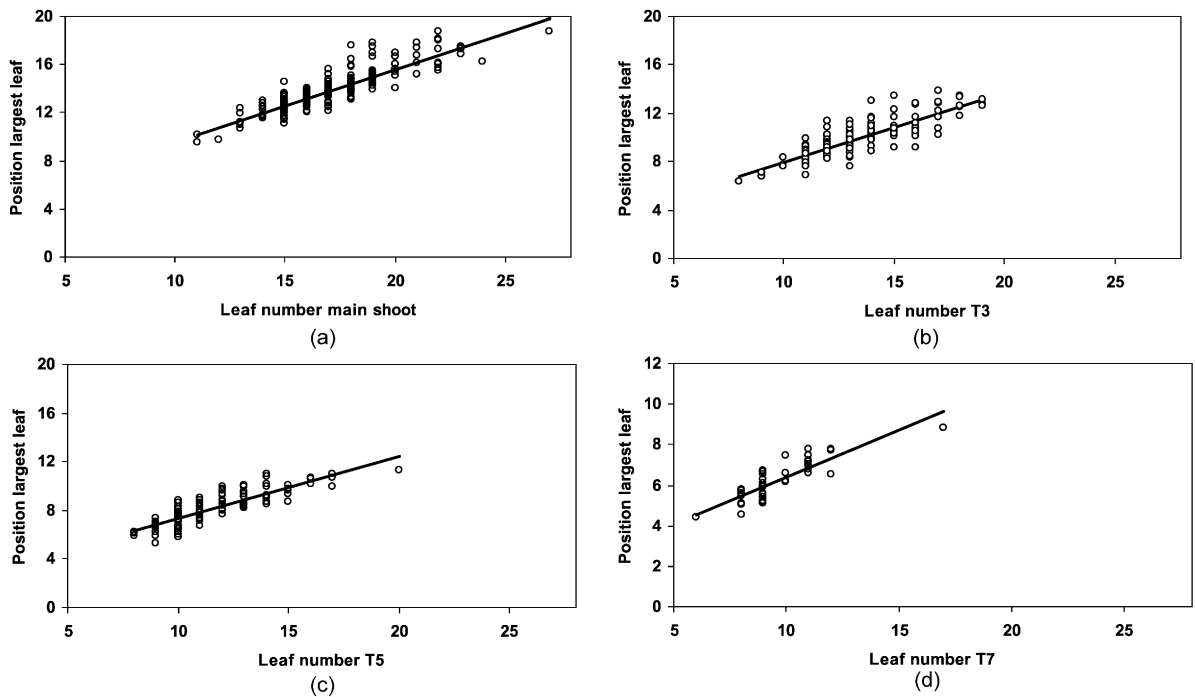 20
16
12
8
4
0
Position largest leaf
5 10 15 20 25
Leaf number main shoot
(a)
20
16
12
8
4
0
Position largest leaf
5 10 15 20 25
Leaf number T3
(b)
20
16
12
8
4
0
Position largest leaf
5 10 15 20 25
Leaf number T5
(c)
12
10
8
6
4
2
0
Position largest leaf
5 10 15 20 25
Leaf number T7
(d)